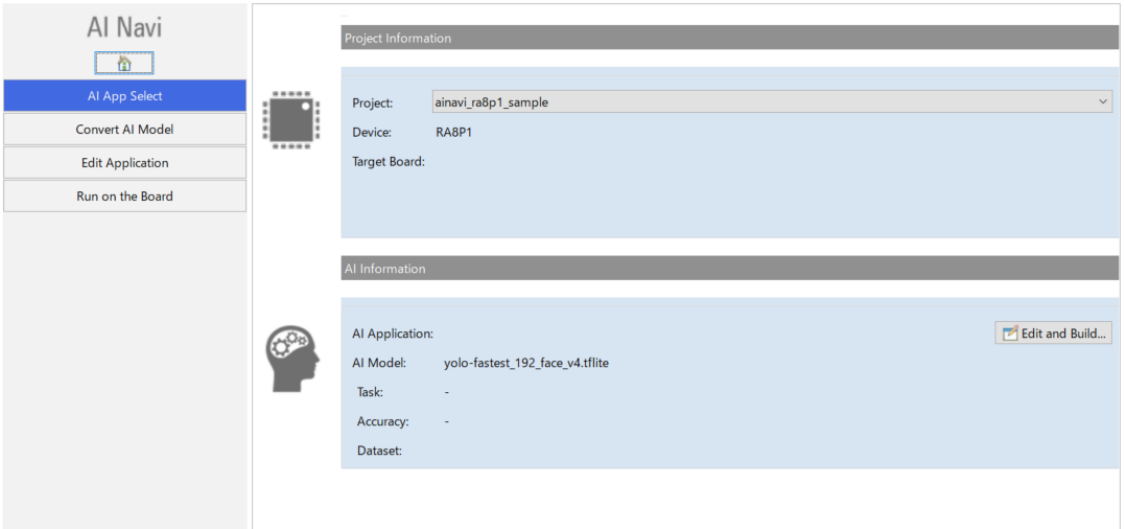 AI Navi
AI App Select
Convert AI Model
Edit Application
Run on the Board
Project Information
Project: ainavi_ra8p1_sample
Device: RA8P1
Target Board:
AI Information
AI Application: Edit and Build...
AI Model: yolo-fastest_192_face_v4.tflite
Task: -
Accuracy: -
Dataset: